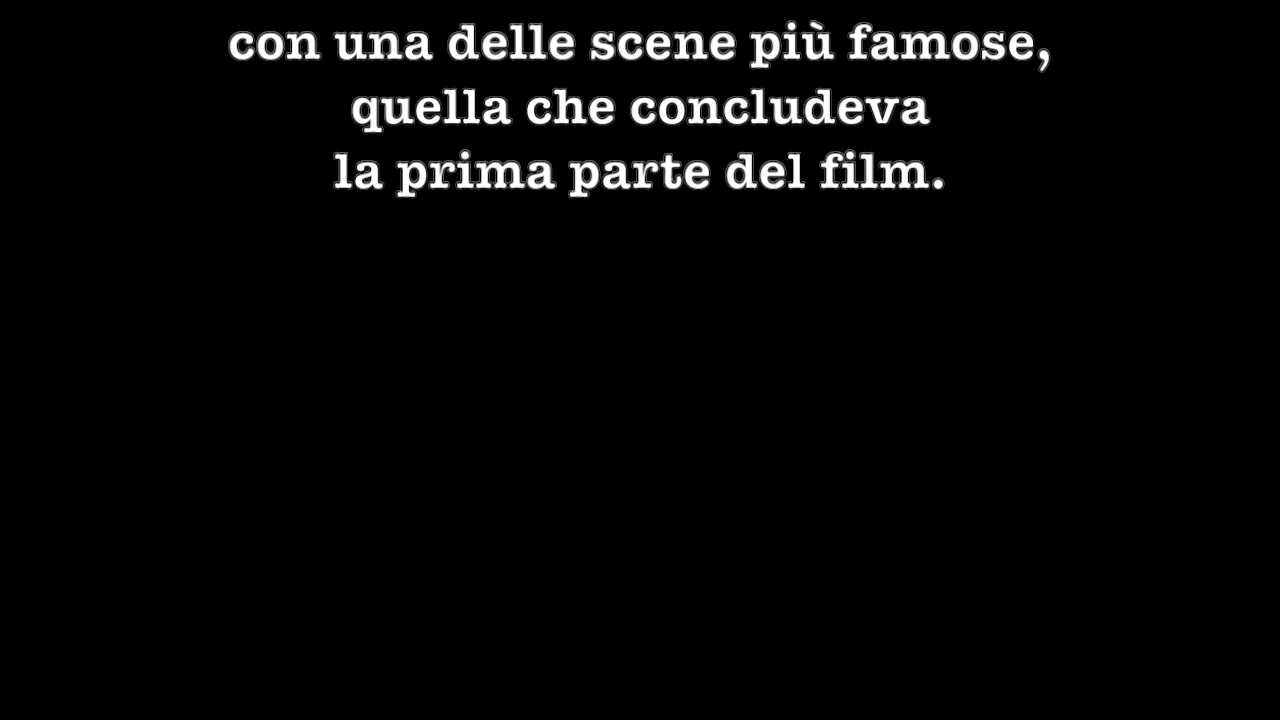 con una delle scene più famose,
quella che concludeva
la prima parte del film.